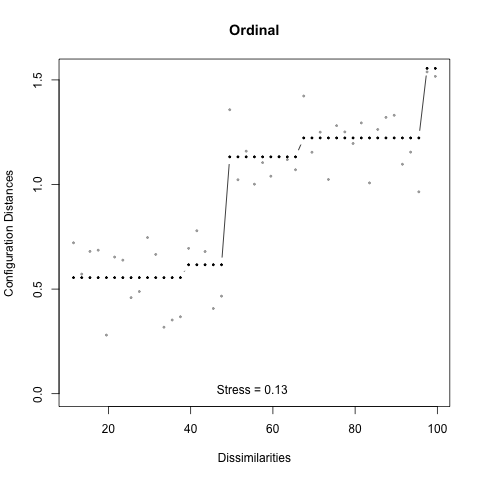 Ordinal
Configuration Distances
1.5
1.0
0.5
0.0
Stress = 0.13
20 40 60 80 100
Dissimilarities